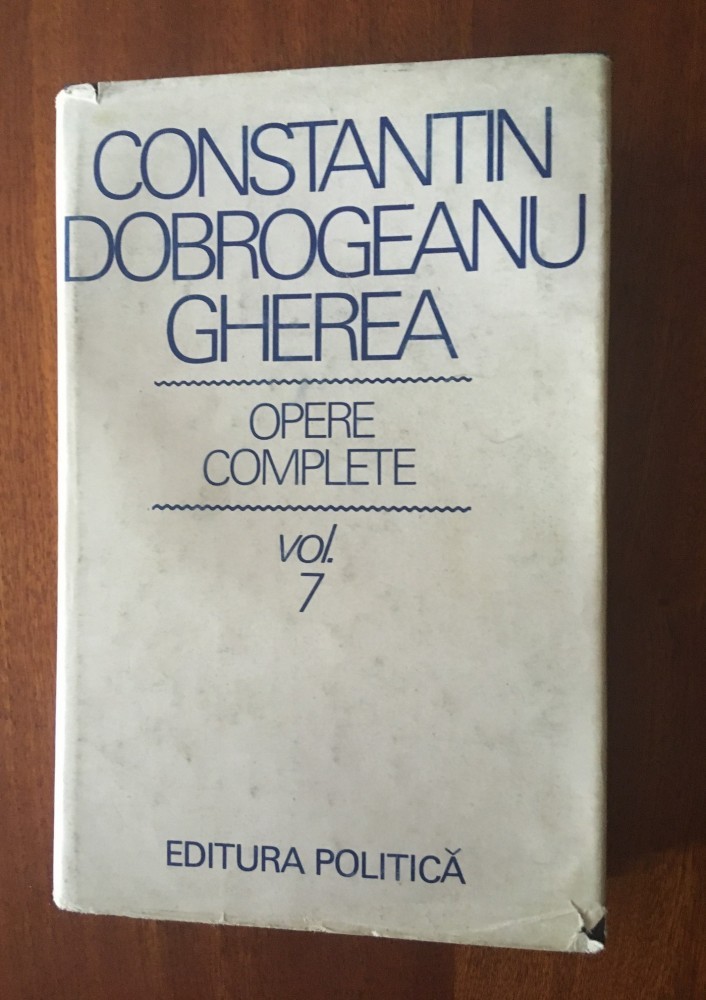 CONSTANTIN
DOBROGEANU
GHEREA
OPERE
COMPLETE
vol.
7
EDITURA POLITICĂ